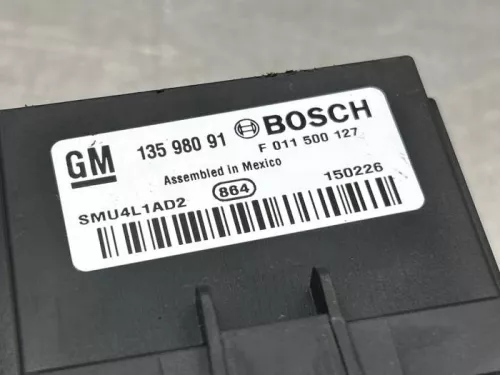 GM 135 980 91 BOSCH
F 011 500 127
Assembled in Mexico
SMU4L1AD2 864 150226